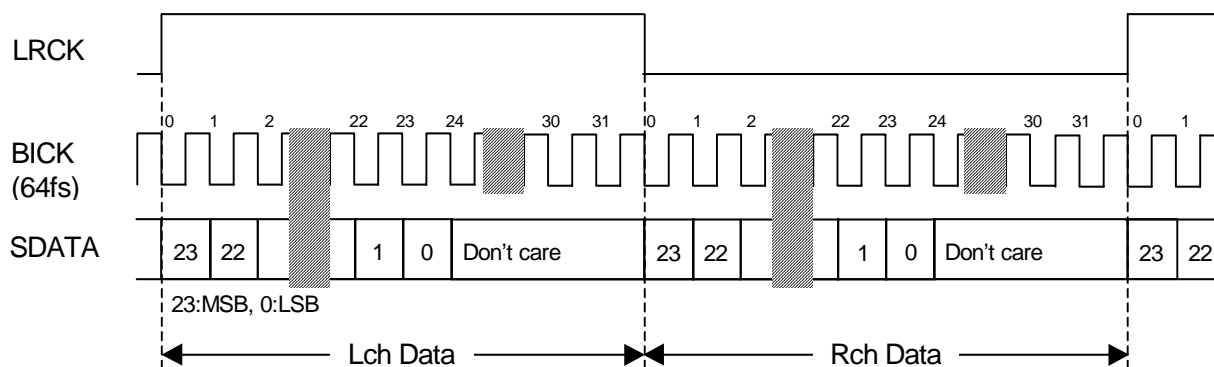 LRCK
0 1 2 22 23 24 30 31 0 1 2 22 23 24 30 31 0 1
BICK
(64fs)
SDATA 23 22 1 0 Don't care 23 22 1 0 Don't care 23 22
23:MSB, 0:LSB
Lch Data Rch Data